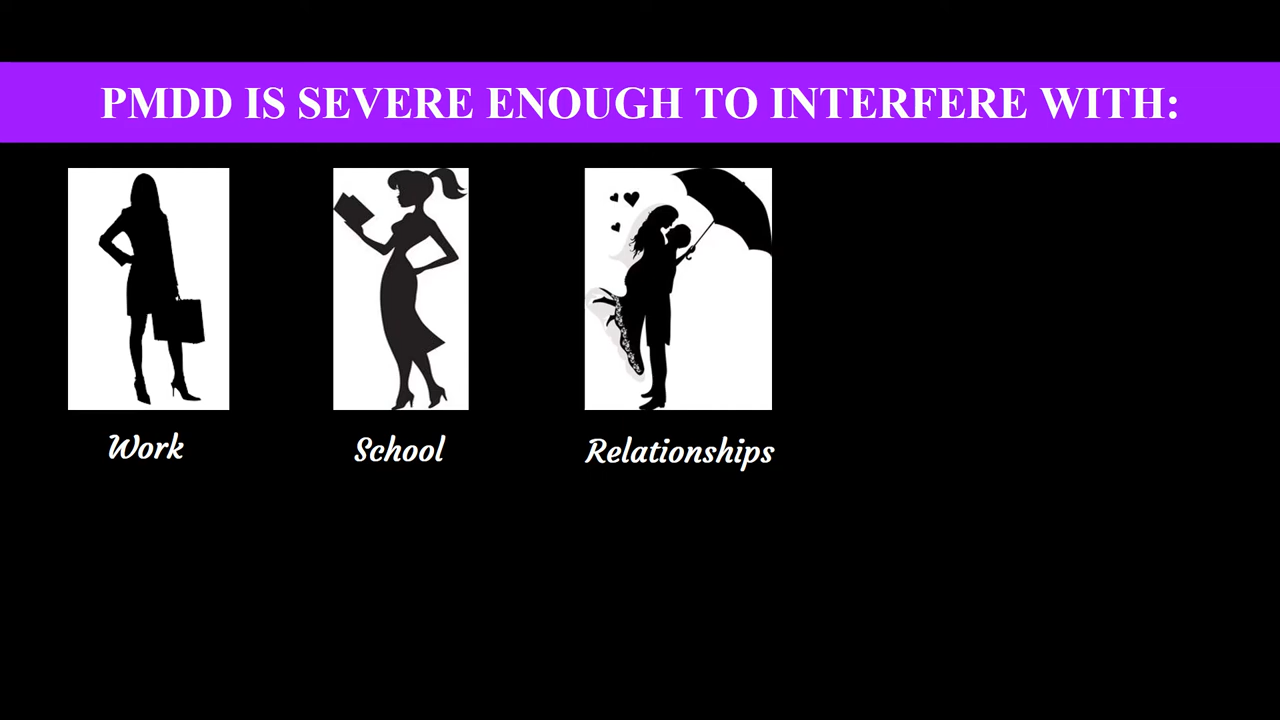 PMDD IS SEVERE ENOUGH TO INTERFERE WITH:
Work
School
Relationships